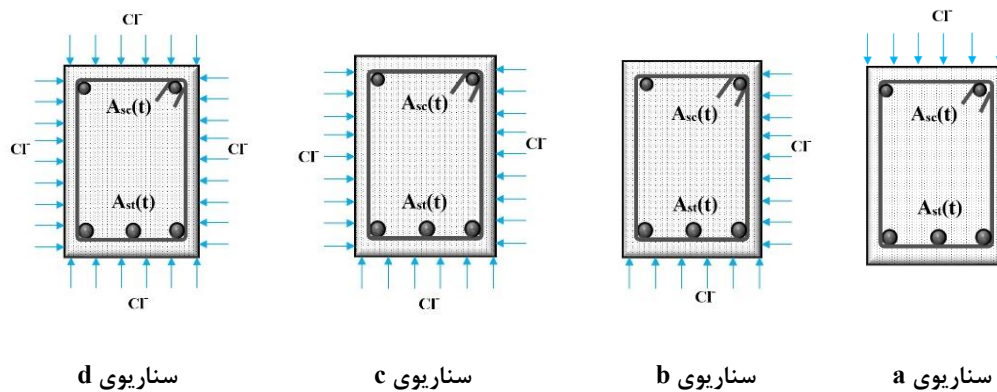 Cl⁻
Cl⁻
Asc(t)
Asc(t)
Asc(t)
Asc(t)
Cl⁻
Cl⁻
Cl⁻
Cl⁻
Cl⁻
Ast(t)
Ast(t)
Ast(t)
Ast(t)
Cl⁻
Cl⁻
Cl⁻
سناریوی a
سناریوی b
سناریوی c
سناریوی d